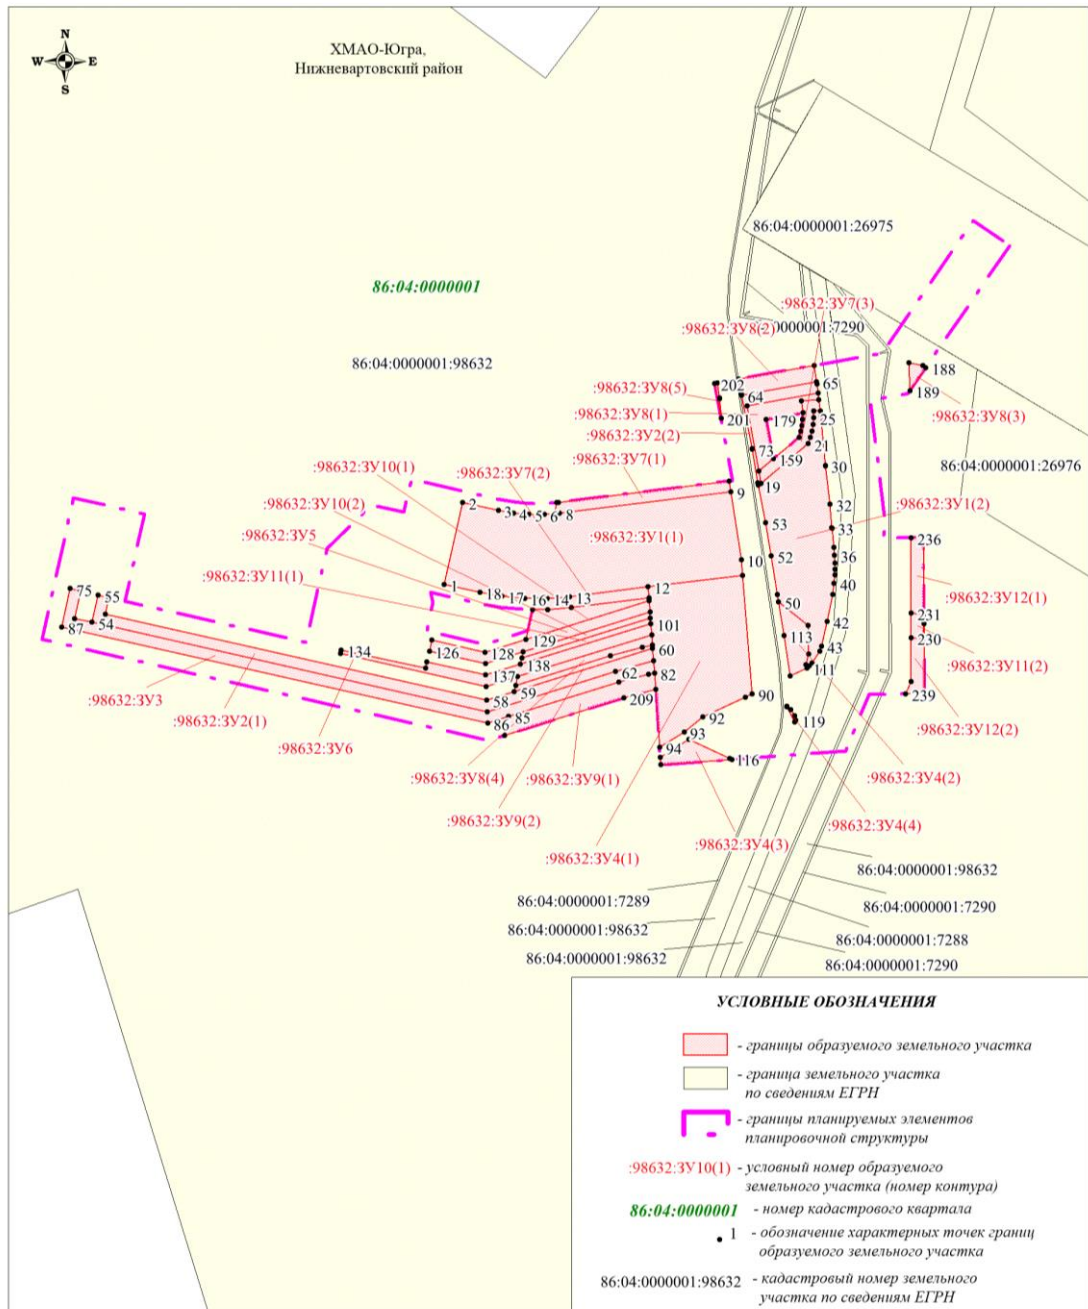 N
W E
S
ХМАО-Югра,
Нижневартовский район
86:04:0000001:26975
86:04:0000001
:98632:ЗУ7(3)
:98632:ЗУ8(2)
:7290
86:04:0000001:98632
:98632:ЗУ8(5)
202
65
188
64
189
:98632:ЗУ8(1)
201
179
25
:98632:ЗУ8(3)
:98632:ЗУ2(2)
21
:98632:ЗУ7(1)
73
159
30
86:04:0000001:26976
:98632:ЗУ10(1)
:98632:ЗУ7(2)
19
:98632:ЗУ10(2)
2
3
4
5
6
8
9
32
:98632:ЗУ1(2)
:98632:ЗУ5
:98632:ЗУ1(1)
53
33
236
:98632:ЗУ11(1)
10
52
36
1
18
17
16
14
13
12
40
:98632:ЗУ12(1)
75
55
50
87
54
101
42
231
129
113
230
134
126
128
60
43
:98632:ЗУ11(2)
138
111
137
62
82
:98632:ЗУ3
59
58
209
90
239
:98632:ЗУ2(1)
85
86
92
119
:98632:ЗУ12(2)
:98632:ЗУ6
93
94
116
:98632:ЗУ8(4)
:98632:ЗУ9(1)
:98632:ЗУ4(2)
:98632:ЗУ9(2)
:98632:ЗУ4(4)
:98632:ЗУ4(1)
:98632:ЗУ4(3)
86:04:0000001:98632
86:04:0000001:7289
86:04:0000001:7290
86:04:0000001:98632
86:04:0000001:7288
86:04:0000001:98632
86:04:0000001:7290
УСЛОВНЫЕ ОБОЗНАЧЕНИЯ
- границы образуемого земельного участка
- граница земельного участка
по сведениям ЕГРН
- границы планируемых элементов
планировочной структуры
:98632:ЗУ10(1) - условный номер образуемого
земельного участка (номер контура)
86:04:0000001 - номер кадастрового квартала
1 - обозначение характерных точек границ
образуемого земельного участка
86:04:0000001:98632 - кадастровый номер земельного
участка по сведениям ЕГРН